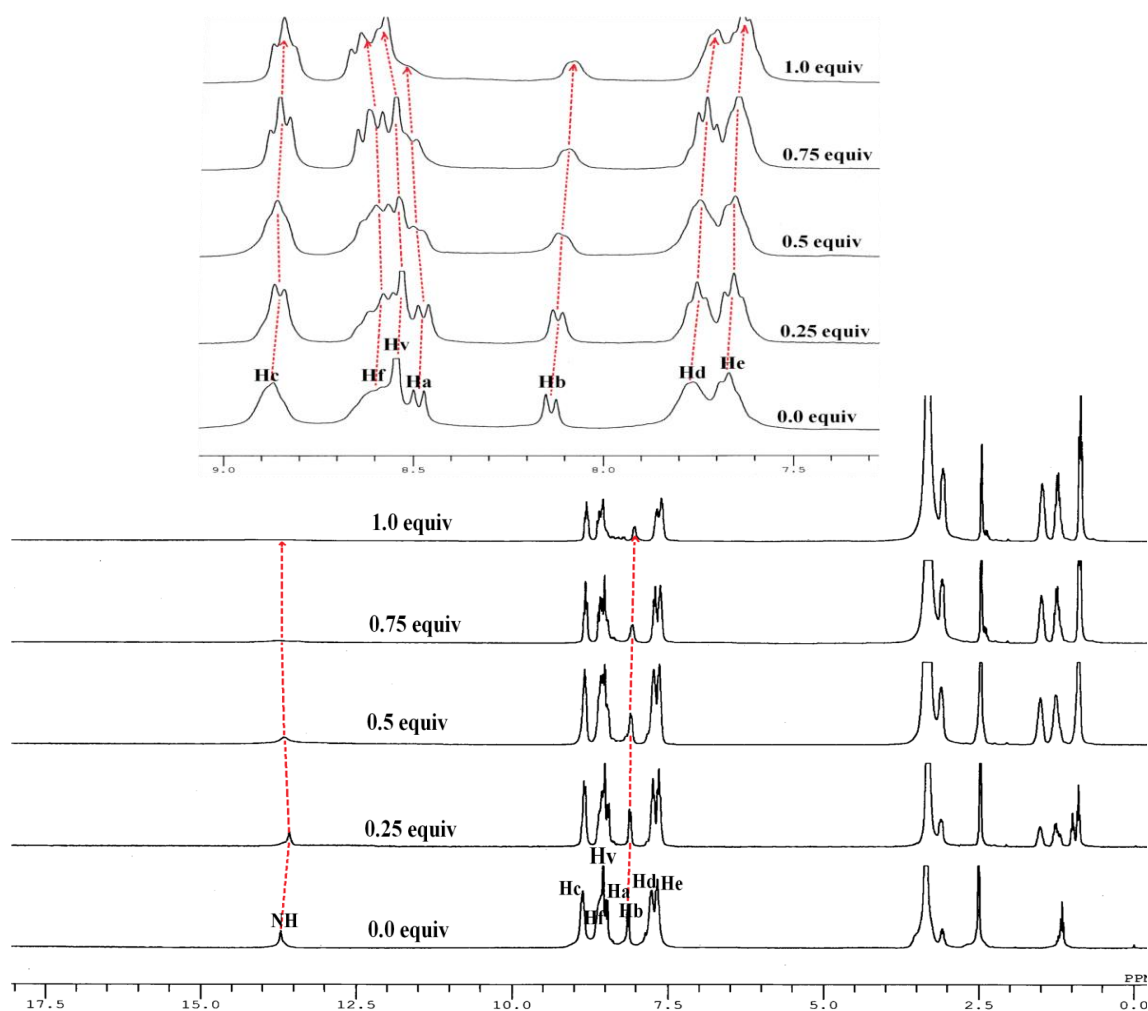 1.0 equiv
0.75 equiv
0.5 equiv
0.25 equiv
Hv
Hc Hf Ha Hb Hd He
0.0 equiv
9.0 8.5 8.0 7.5
1.0 equiv
0.75 equiv
0.5 equiv
0.25 equiv
Hv
Hc Ha Hd He
Hf Hb
NH 0.0 equiv
PPM
17.5 15.0 12.5 10.0 7.5 5.0 2.5 0.0